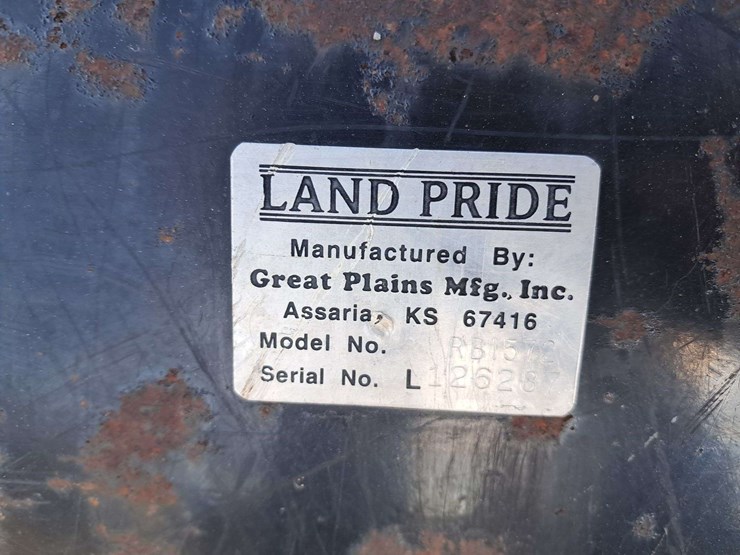 LAND PRIDE
Manufactured By:
Great Plains Mfg., Inc.
Assaria, KS 67416
Model No.
Serial No. L